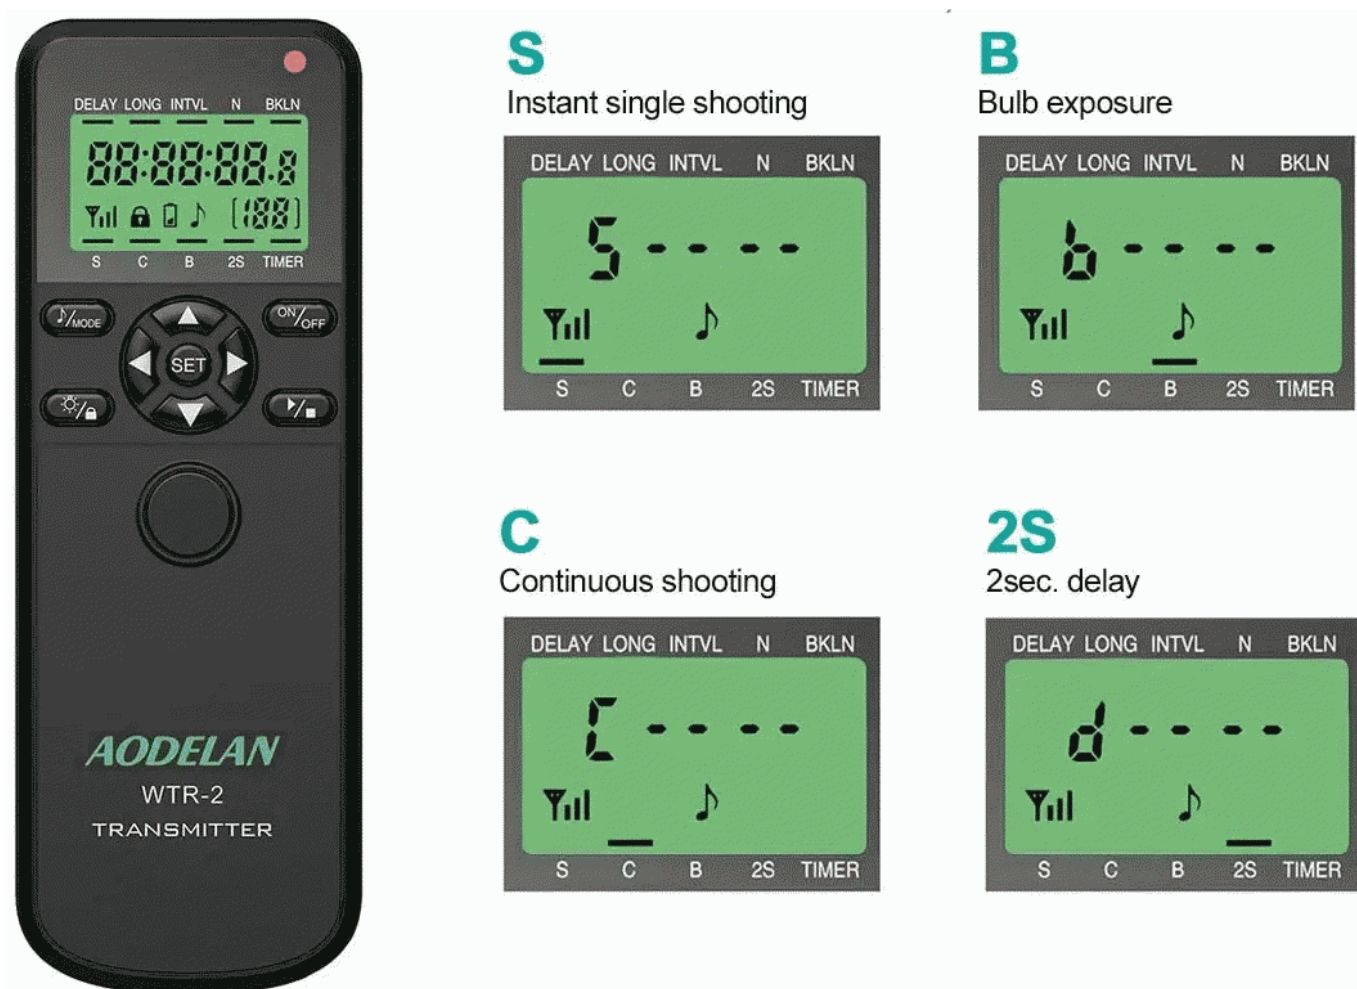 DELAY LONG INTVL N BKLN
88:88:88.8
[188]
S C B 2S TIMER
/MODE
ON/OFF
SET
AODELAN
WTR-2
TRANSMITTER
S
Instant single shooting
DELAY LONG INTVL N BKLN
S - - - -
S C B 2S TIMER
B
Bulb exposure
DELAY LONG INTVL N BKLN
b - - - -
S C B 2S TIMER
C
Continuous shooting
DELAY LONG INTVL N BKLN
C - - - -
S C B 2S TIMER
2S
2sec. delay
DELAY LONG INTVL N BKLN
d - - - -
S C B 2S TIMER